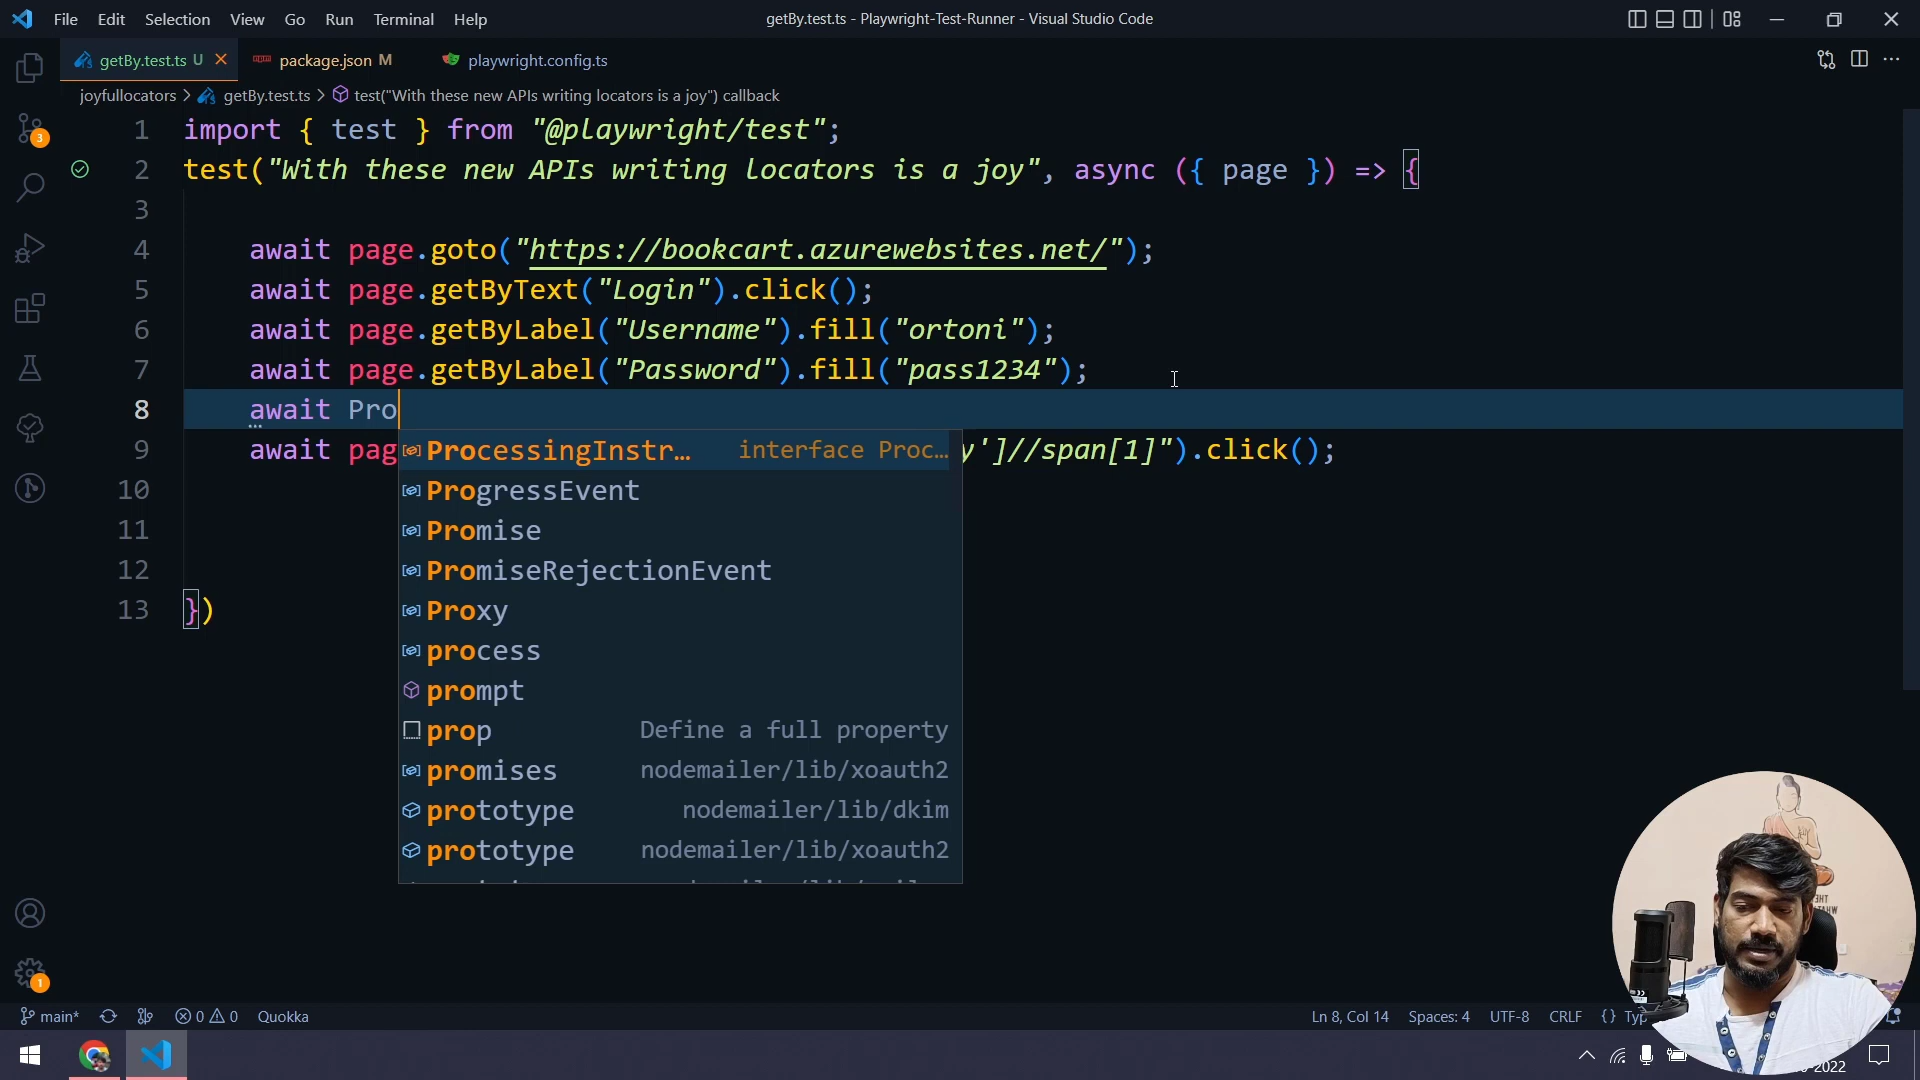 File Edit Selection View Go Run Terminal Help
getBy.test.ts - Playwright-Test-Runner - Visual Studio Code
getBy.test.ts U package.json M playwright.config.ts
joyfullocators > getBy.test.ts > test("With these new APIs writing locators is a joy") callback
1 import { test } from "@playwright/test";
2 test("With these new APIs writing locators is a joy", async ({ page }) => {
3
4 await page.goto("https://bookcart.azurewebsites.net/");
5 await page.getByText("Login").click();
6 await page.getByLabel("Username").fill("ortoni");
7 await page.getByLabel("Password").fill("pass1234");
8 await Pro
9 await pag y']//span[1]").click();
10
11
12
13 })
ProcessingInstr… interface Proc…
ProgressEvent
Promise
PromiseRejectionEvent
Proxy
process
prompt
prop Define a full property
promises nodemailer/lib/xoauth2
prototype nodemailer/lib/dkim
prototype nodemailer/lib/xoauth2
3
1
main* 0 0 Quokka
Ln 8, Col 14 Spaces: 4 UTF-8 CRLF {} Typ
-2022